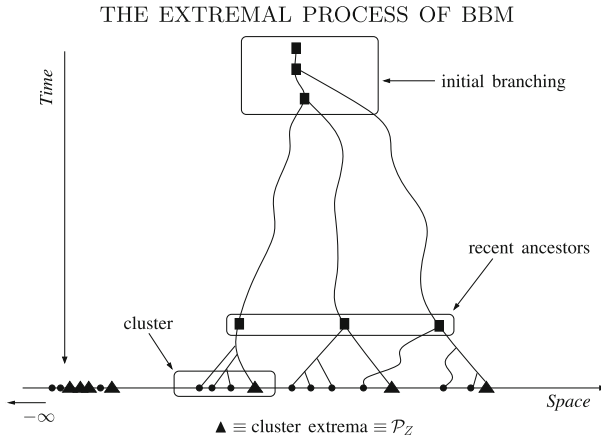 THE EXTREMAL PROCESS OF BBM
Time
initial branching
recent ancestors
cluster
Space
−∞
▲ ≡ cluster extrema ≡ 𝒫_Z